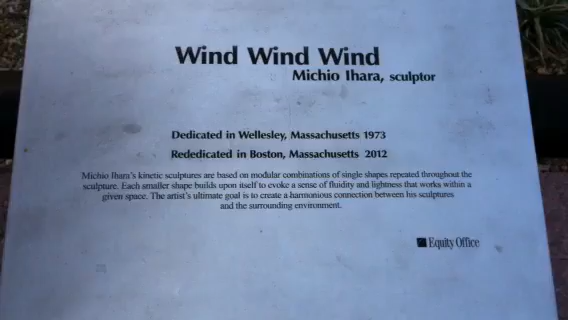 Wind Wind Wind
Michio Ihara, sculptor
Dedicated in Wellesley, Massachusetts 1973
Rededicated in Boston, Massachusetts 2012
Michio Ihara's kinetic sculptures are based on modular combinations of single shapes repeated throughout the
sculpture. Each smaller shape builds upon itself to evoke a sense of fluidity and lightness that works within a
given space. The artist's ultimate goal is to create a harmonious connection between his sculptures
and the surrounding environment.
Equity Office